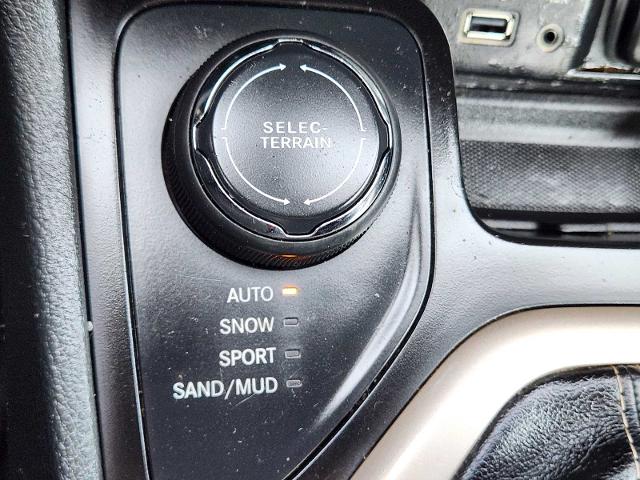 SELEC-
TERRAIN
AUTO
SNOW
SPORT
SAND/MUD